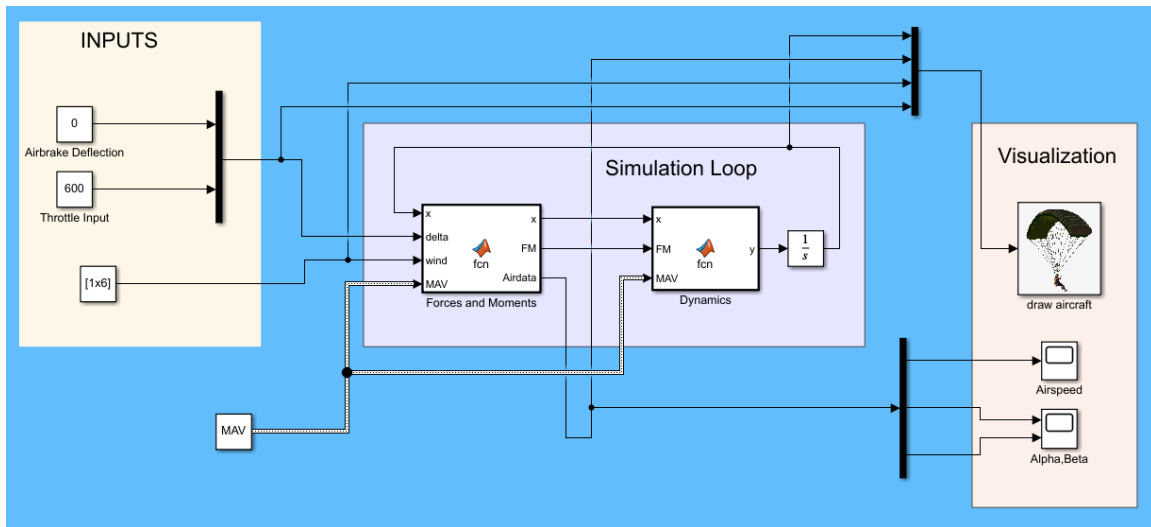 INPUTS
0
Airbrake Deflection
600
Throttle Input
[1x6]
MAV
Simulation Loop
x
delta
wind
MAV
fcn
x
FM
Airdata
Forces and Moments
x
FM
MAV
fcn
y
Dynamics
1
s
Visualization
draw aircraft
Airspeed
Alpha,Beta